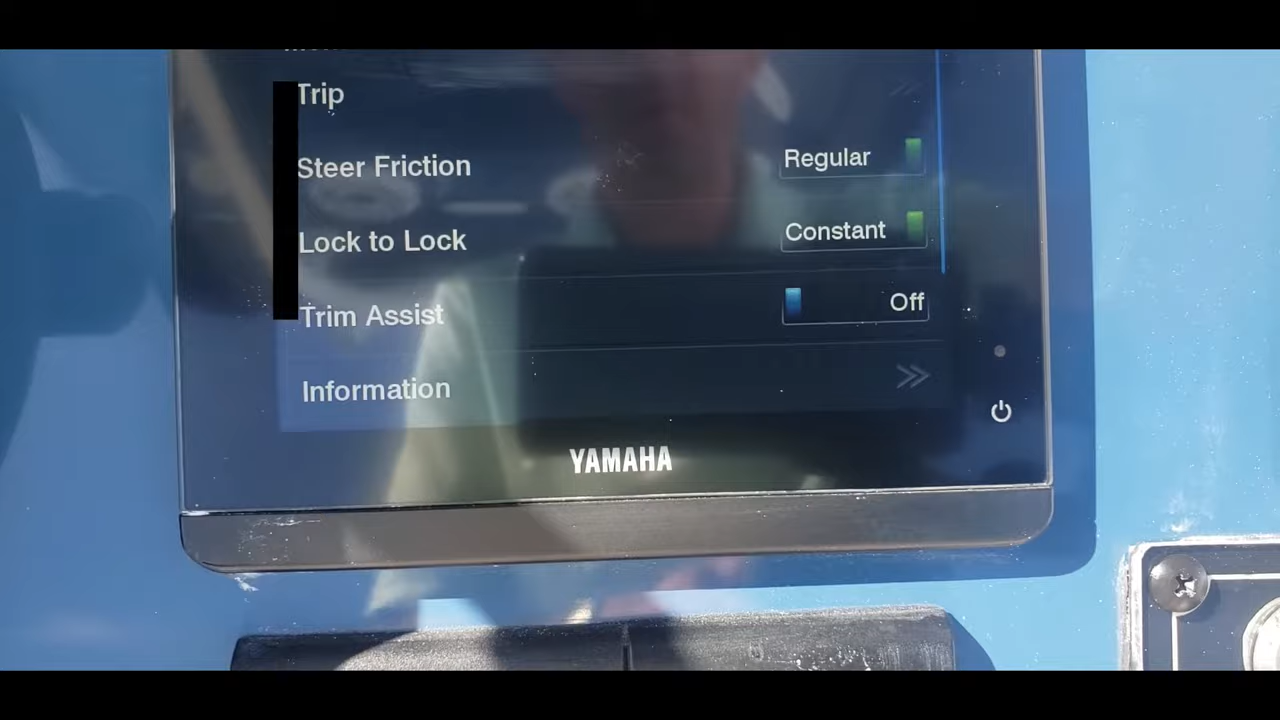 Trip
Steer Friction Regular
Lock to Lock Constant
Trim Assist Off
Information
YAMAHA